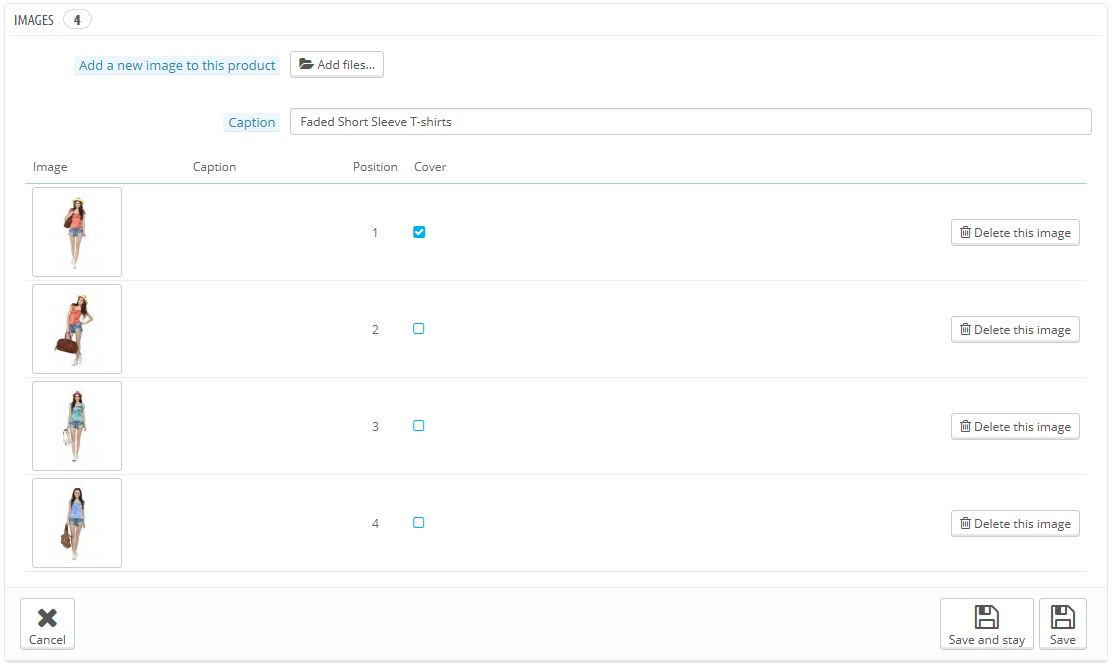 IMAGES 4
Add a new image to this product Add files...
Caption Faded Short Sleeve T-shirts
Image Caption Position Cover
1 Delete this image
2 Delete this image
3 Delete this image
4 Delete this image
Cancel Save and stay Save